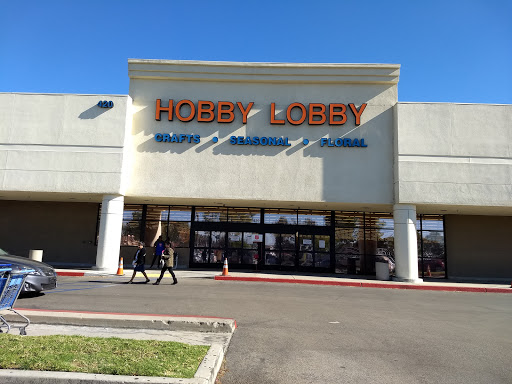 420
HOBBY LOBBY
CRAFTS • SEASONAL • FLORAL